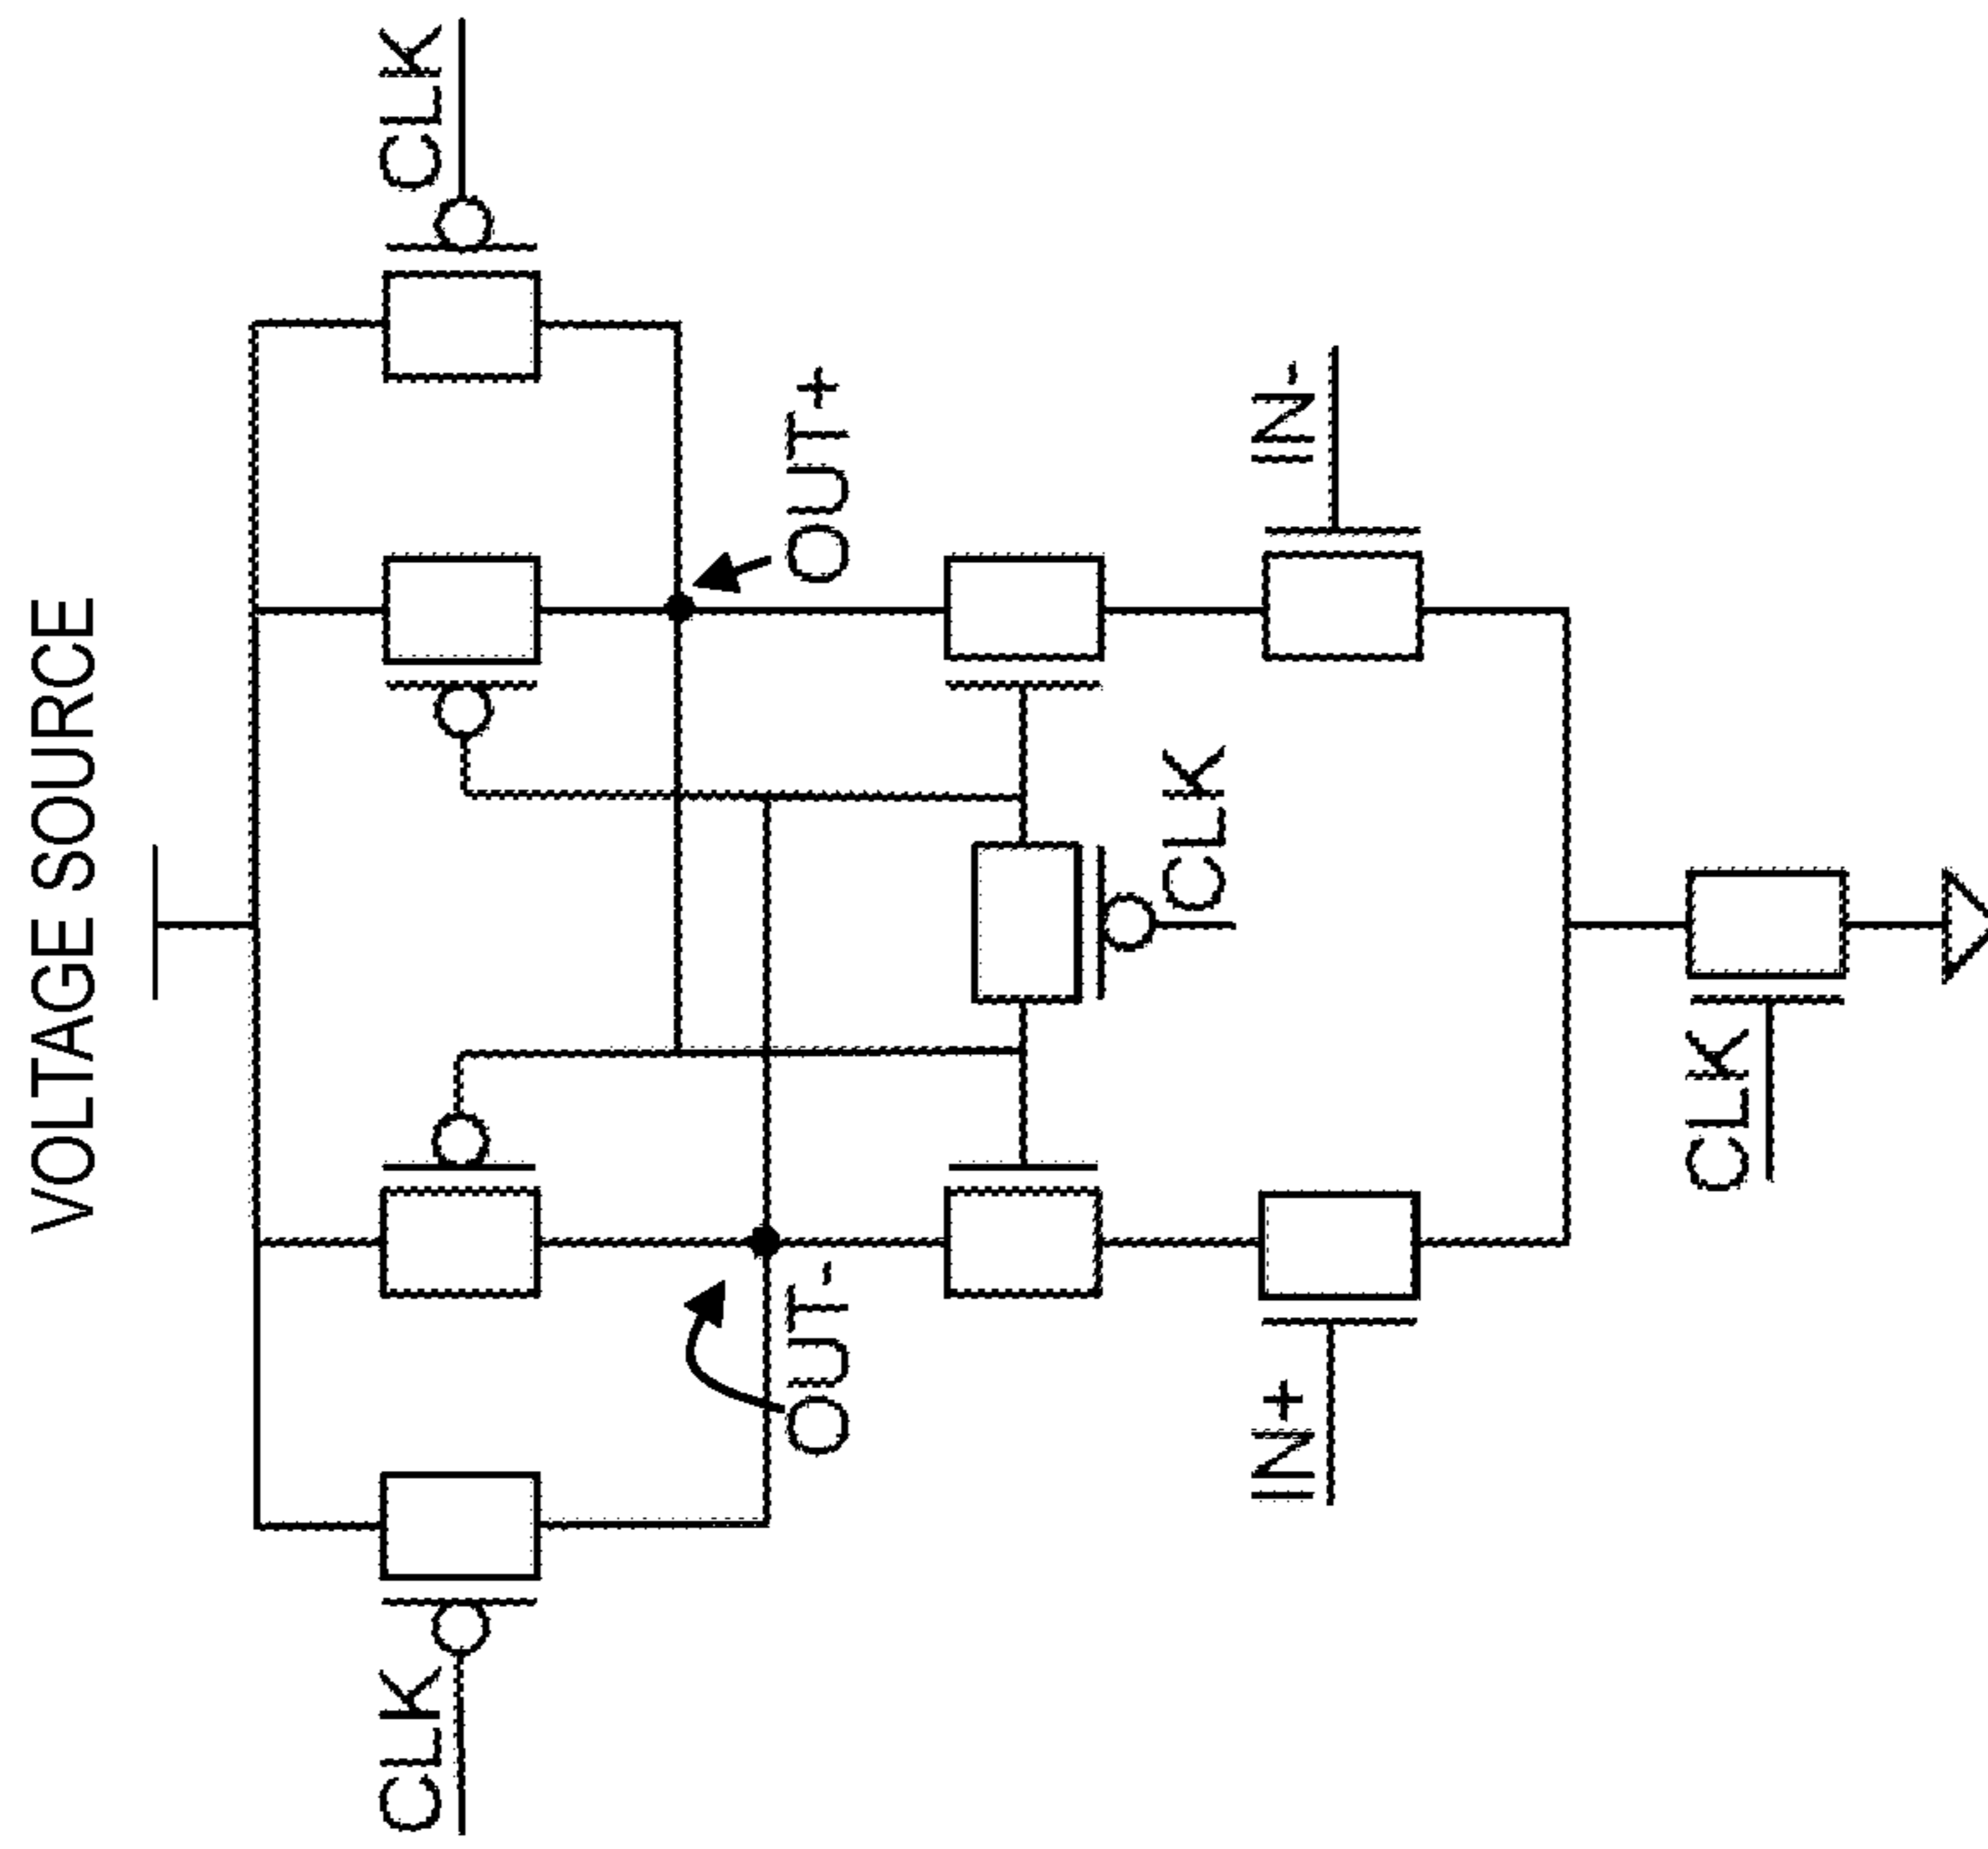 VOLTAGE SOURCE
CLK
CLK
OUT-
OUT+
CLK
IN+
IN-
CLK